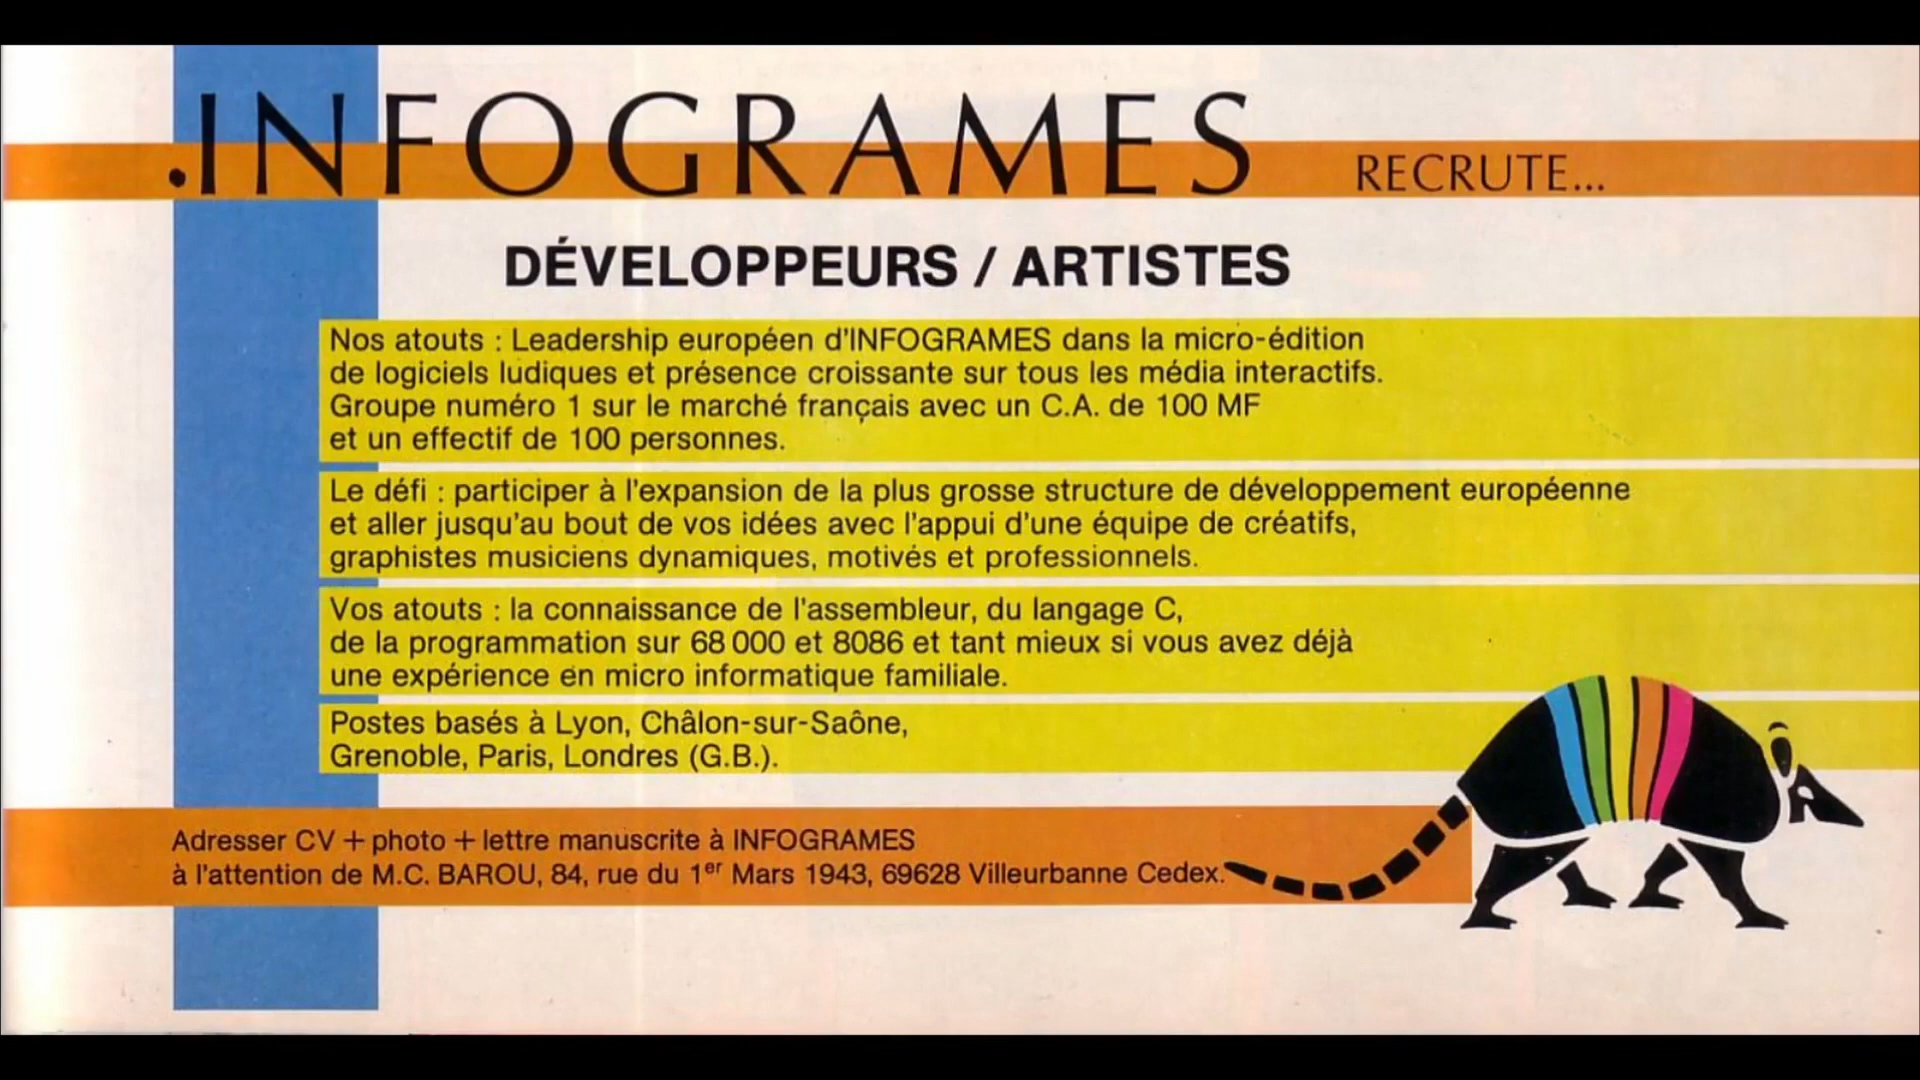 .INFOGRAMES RECRUTE...
DÉVELOPPEURS / ARTISTES
Nos atouts : Leadership européen d'INFOGRAMES dans la micro-édition
de logiciels ludiques et présence croissante sur tous les média interactifs.
Groupe numéro 1 sur le marché français avec un C.A. de 100 MF
et un effectif de 100 personnes.
Le défi : participer à l'expansion de la plus grosse structure de développement européenne
et aller jusqu'au bout de vos idées avec l'appui d'une équipe de créatifs,
graphistes musiciens dynamiques, motivés et professionnels.
Vos atouts : la connaissance de l'assembleur, du langage C,
de la programmation sur 68 000 et 8086 et tant mieux si vous avez déjà
une expérience en micro informatique familiale.
Postes basés à Lyon, Châlon-sur-Saône,
Grenoble, Paris, Londres (G.B.).
Adresser CV + photo + lettre manuscrite à INFOGRAMES
à l'attention de M.C. BAROU, 84, rue du 1er Mars 1943, 69628 Villeurbanne Cedex.